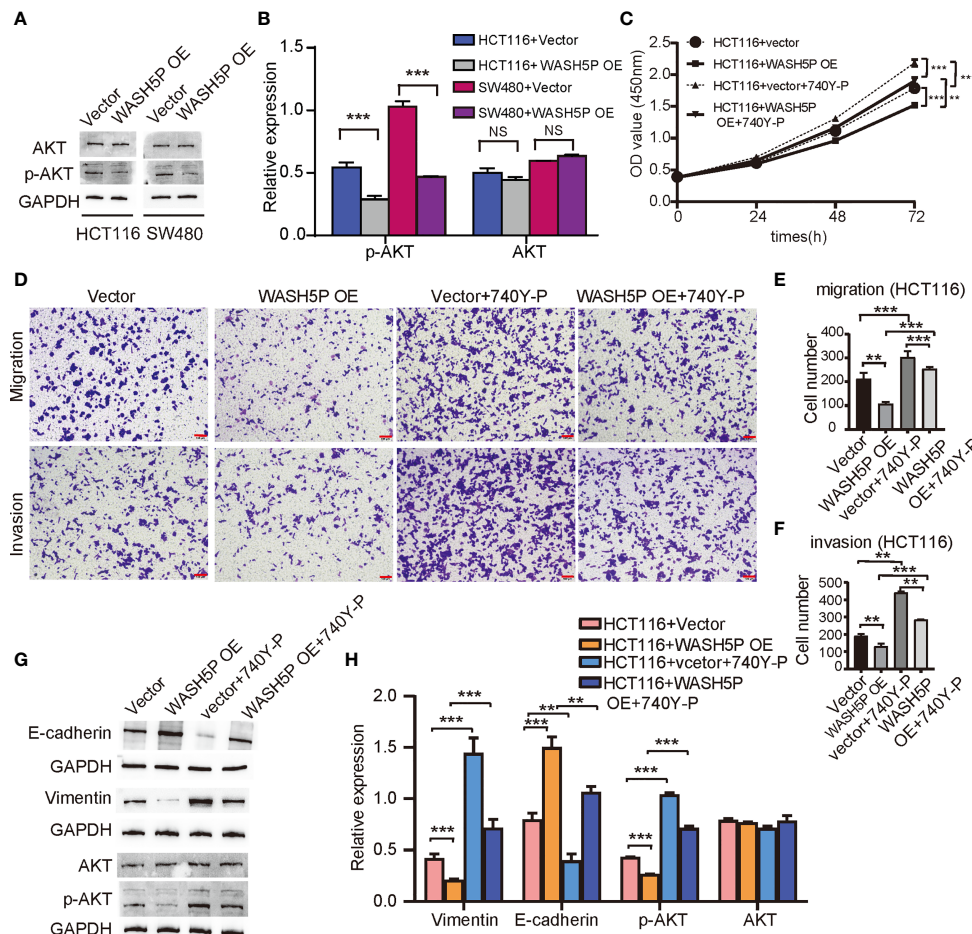 A
Vector
WASH5P OE
Vector
WASH5P OE
AKT
p-AKT
GAPDH
HCT116 SW480
B
Relative expression
1.5
1.0
0.5
0.0
HCT116+Vector
HCT116+WASH5P OE
SW480+Vector
SW480+WASH5P OE
***
***
NS
NS
p-AKT
AKT
C
OD value (450nm)
2.5
2.0
1.5
1.0
0.5
0.0
HCT116+vector
HCT116+WASH5P OE
HCT116+vector+740Y-P
HCT116+WASH5P
OE+740Y-P
***
**
***
**
0 24 48 72
times(h)
D
Vector
WASH5P OE
Vector+740Y-P
WASH5P OE+740Y-P
Migration
Invasion
E
migration (HCT116)
Cell number
400
300
200
100
0
***
***
***
**
Vector
WASH5P OE
vector+740Y-P
WASH5P
OE+740Y-P
F
invasion (HCT116)
Cell number
500
400
300
200
100
0
**
***
**
**
Vector
WASH5P OE
vector+740Y-P
WASH5P
OE+740Y-P
G
Vector
WASH5P OE
vector+740Y-P
WASH5P OE+740Y-P
E-cadherin
GAPDH
Vimentin
GAPDH
AKT
p-AKT
GAPDH
H
HCT116+Vector
HCT116+WASH5P OE
HCT116+vcetor+740Y-P
HCT116+WASH5P
OE+740Y-P
Relative expression
2.0
1.5
1.0
0.5
0.0
***
***
***
***
**
**
***
***
***
Vimentin
E-cadherin
p-AKT
AKT